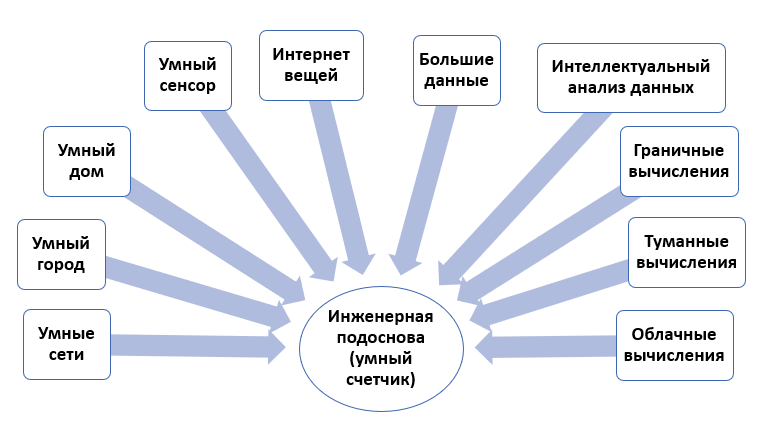 Умный
сенсор
Интернет
вещей
Большие
данные
Интеллектуальный
анализ данных
Умный
дом
Граничные
вычисления
Умный
город
Туманные
вычисления
Умные
сети
Инженерная
подоснова
(умный
счетчик)
Облачные
вычисления